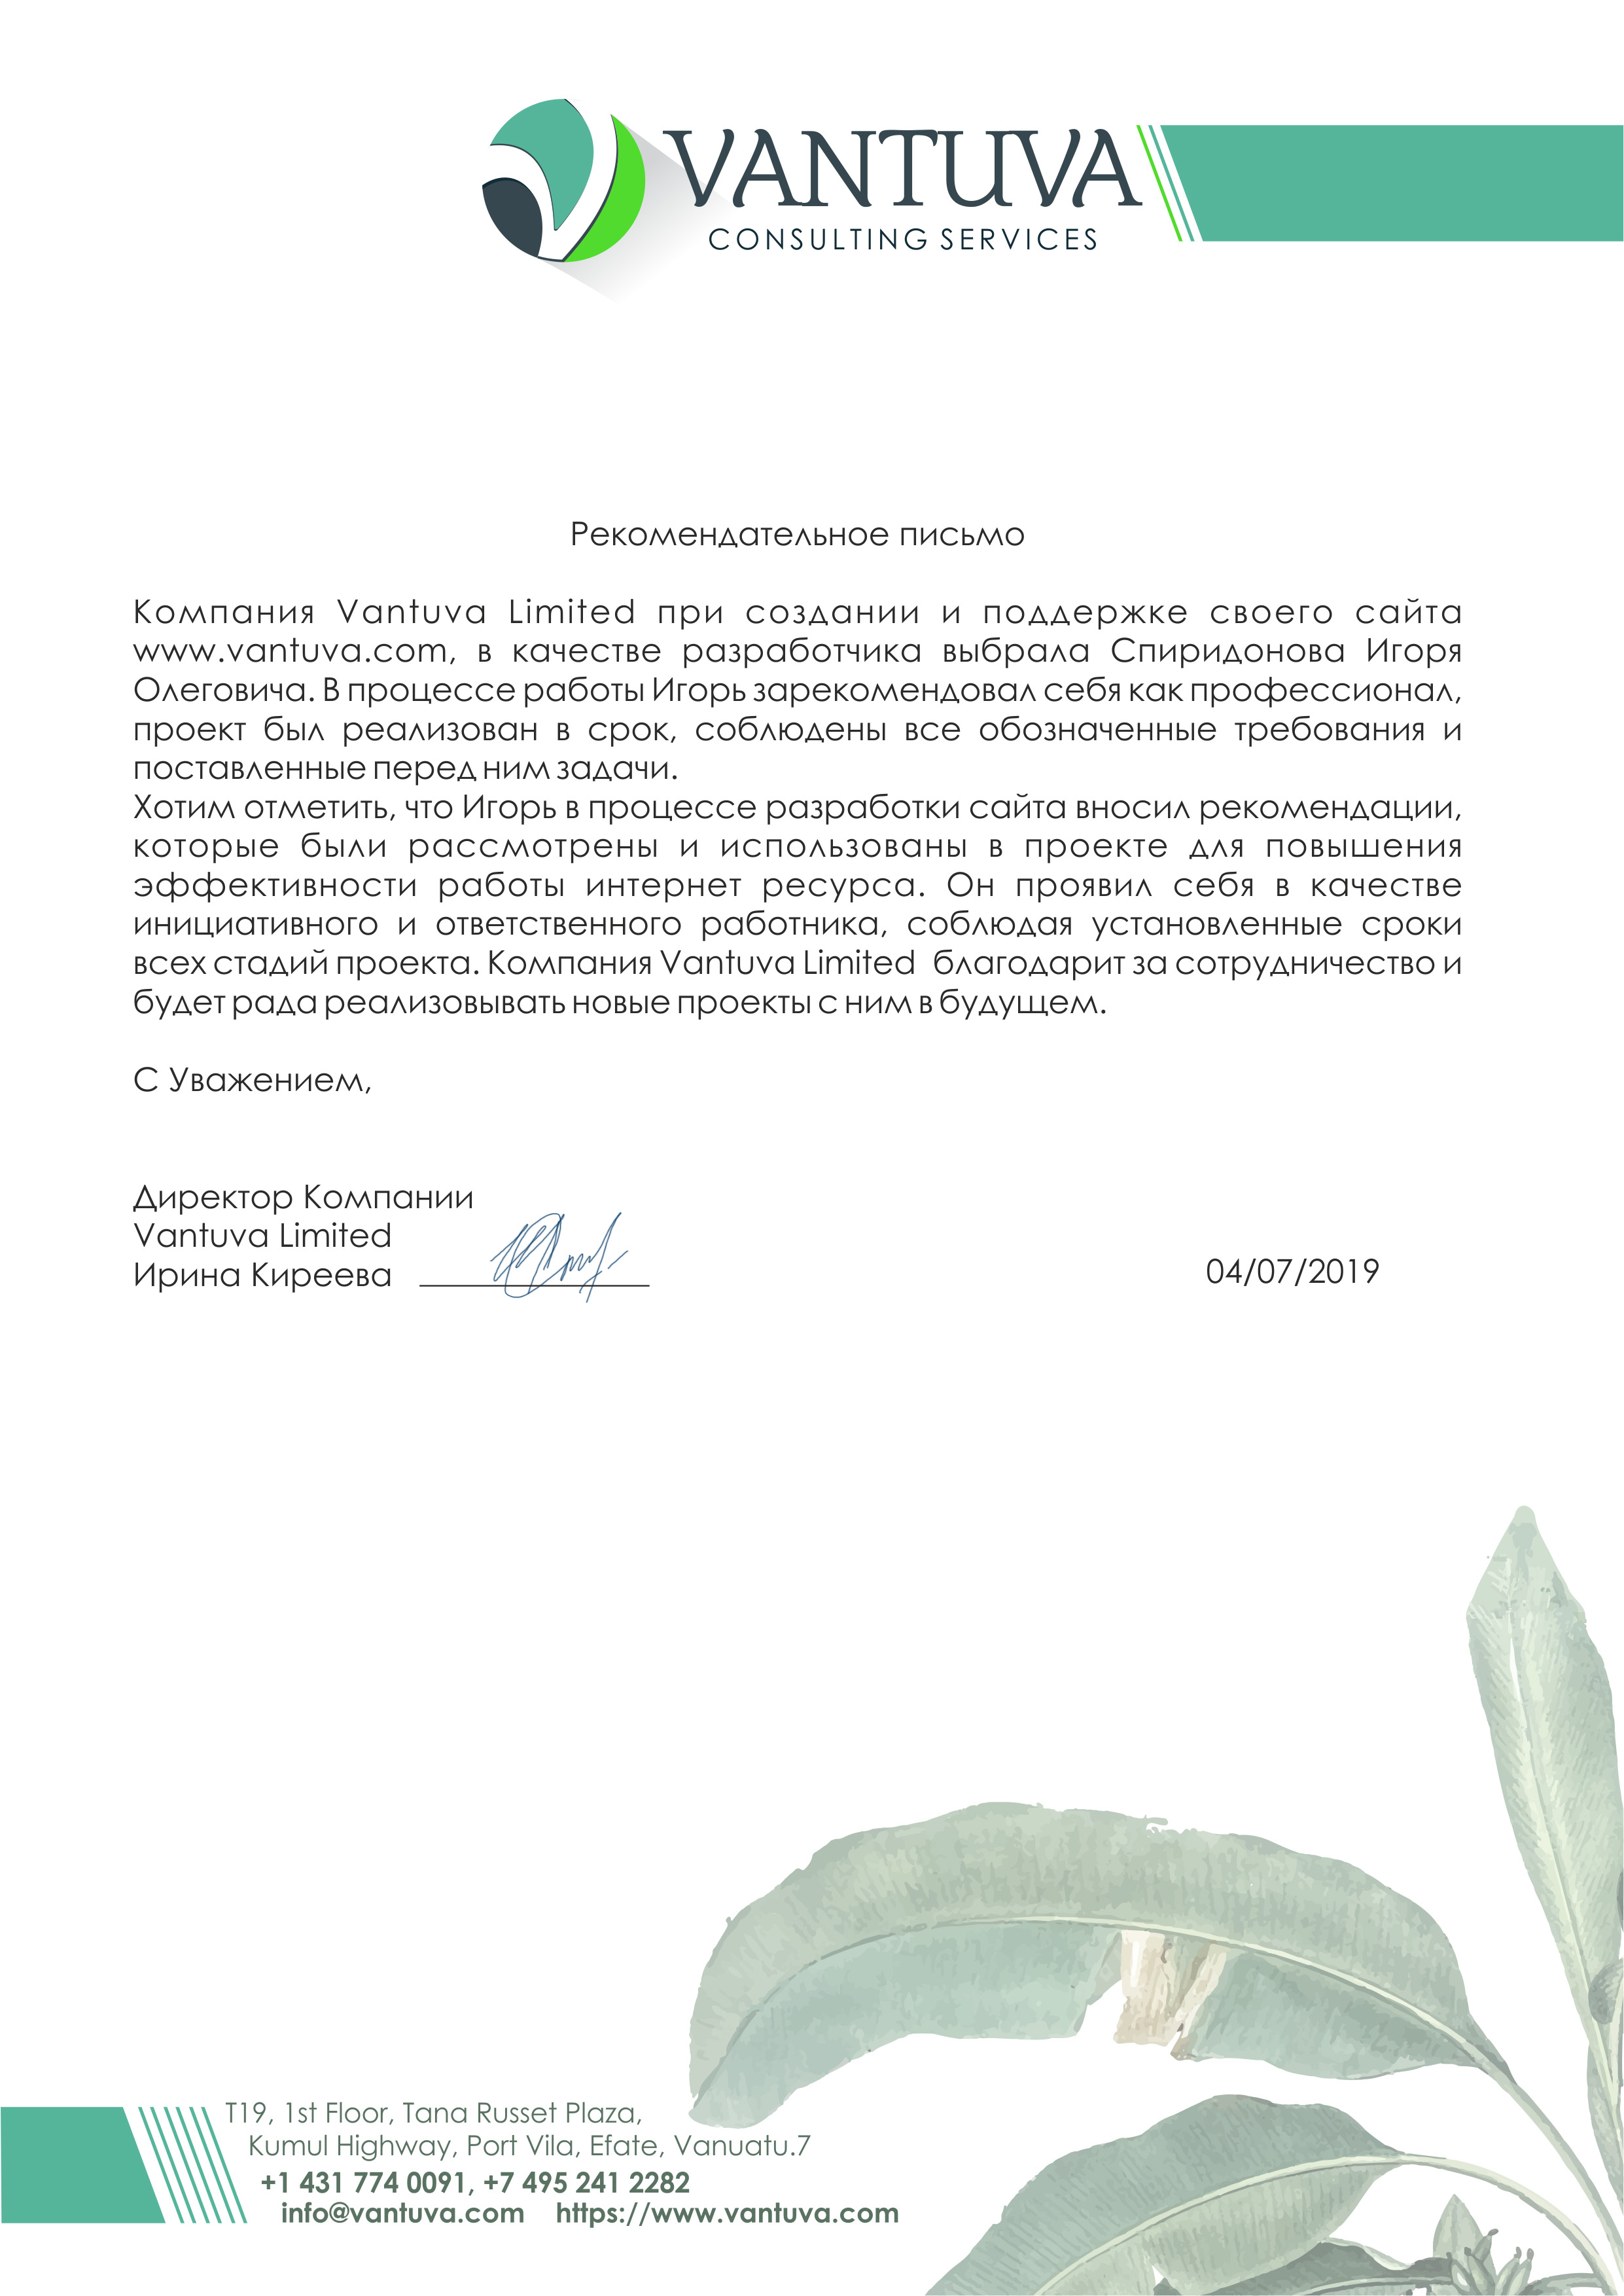 VANTUVA
CONSULTING SERVICES
Рекомендательное письмо
Компания Vantuva Limited при создании и поддержке своего сайта
www.vantuva.com, в качестве разработчика выбрала Спиридонова Игоря
Олеговича. В процессе работы Игорь зарекомендовал себя как профессионал,
проект был реализован в срок, соблюдены все обозначенные требования и
поставленные перед ним задачи.
Хотим отметить, что Игорь в процессе разработки сайта вносил рекомендации,
которые были рассмотрены и использованы в проекте для повышения
эффективности работы интернет ресурса. Он проявил себя в качестве
инициативного и ответственного работника, соблюдая установленные сроки
всех стадий проекта. Компания Vantuva Limited благодарит за сотрудничество и
будет рада реализовывать новые проекты с ним в будущем.
С Уважением,
Директор Компании
Vantuva Limited
Ирина Киреева
04/07/2019
T19, 1st Floor, Tana Russet Plaza,
Kumul Highway, Port Vila, Efate, Vanuatu.7
+1 431 774 0091, +7 495 241 2282
info@vantuva.com https://www.vantuva.com